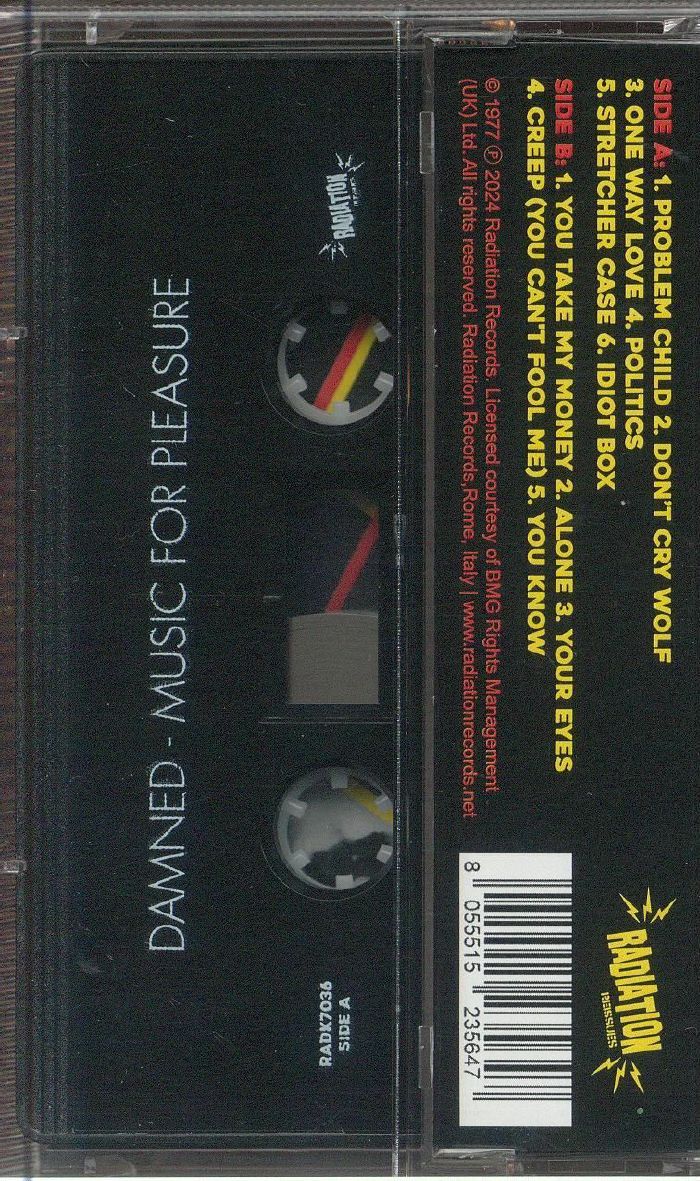 SIDE A: 1. PROBLEM CHILD 2. DON'T CRY WOLF
3. ONE WAY LOVE 4. POLITICS
5. STRETCHER CASE 6. IDIOT BOX
SIDE B: 1. YOU TAKE MY MONEY 2. ALONE 3. YOUR EYES
4. CREEP (YOU CAN'T FOOL ME) 5. YOU KNOW
© 1977 ℗ 2024 Radiation Records. Licensed courtesy of BMG Rights Management
(UK) Ltd. All rights reserved. Radiation Records,Rome, Italy | www.radiationrecords.net
RADIATION
REISSUES
8 055515 235647
RADIATION
REISSUES
DAMNED - MUSIC FOR PLEASURE
RADX7036
SIDE A